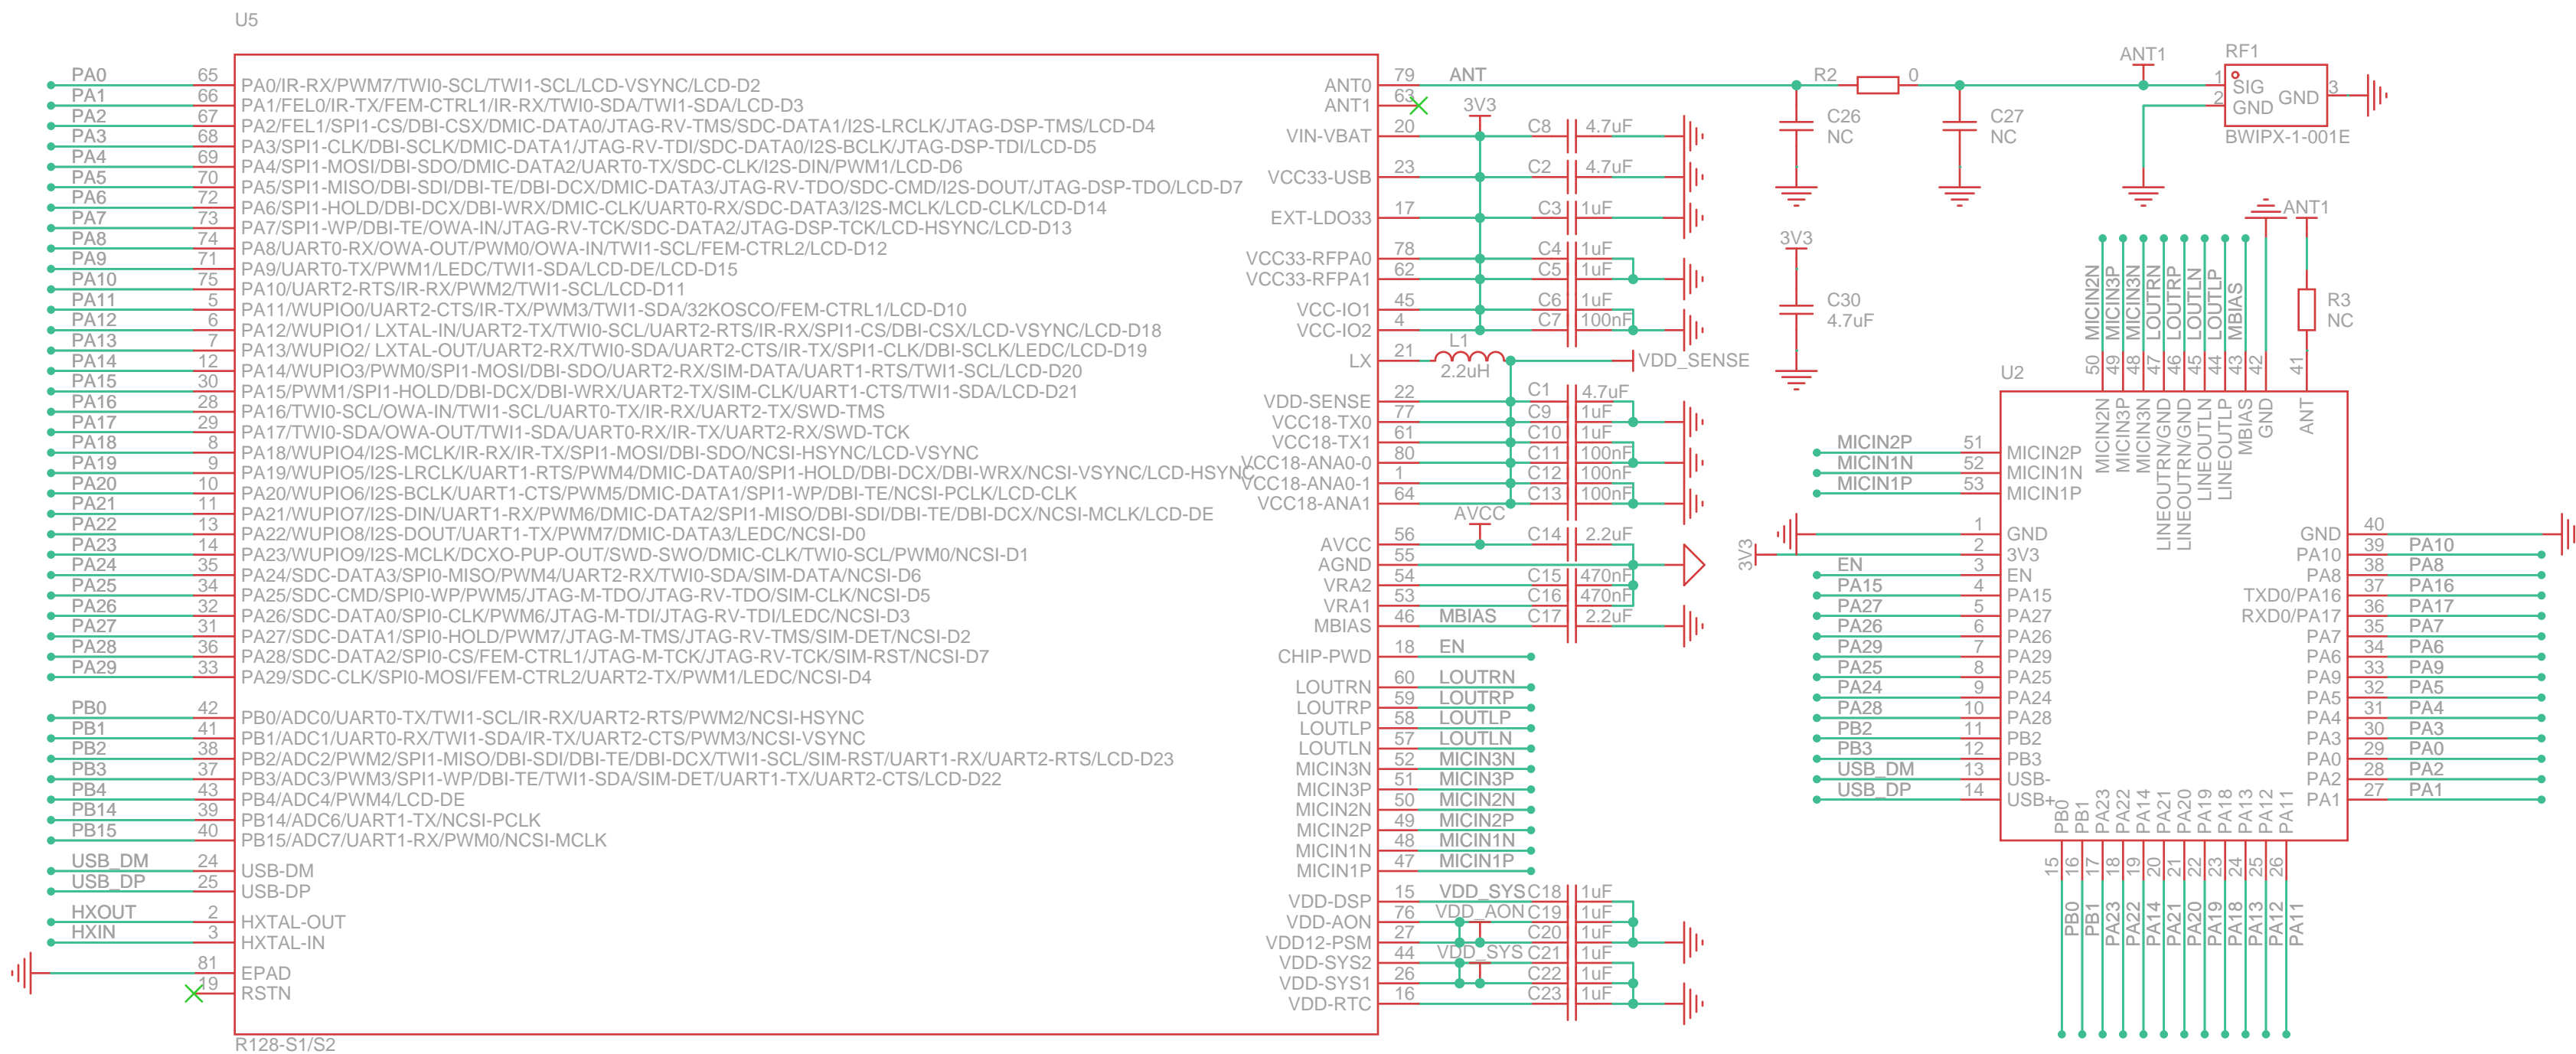 U5
PA0 65 PA0/IR-RX/PWM7/TWI0-SCL/TWI1-SCL/LCD-VSYNC/LCD-D2
PA1 66 PA1/FEL0/IR-TX/FEM-CTRL1/IR-RX/TWI0-SDA/TWI1-SDA/LCD-D3
PA2 67 PA2/FEL1/SPI1-CS/DBI-CSX/DMIC-DATA0/JTAG-RV-TMS/SDC-DATA1/I2S-LRCLK/JTAG-DSP-TMS/LCD-D4
PA3 68 PA3/SPI1-CLK/DBI-SCLK/DMIC-DATA1/JTAG-RV-TDI/SDC-DATA0/I2S-BCLK/JTAG-DSP-TDI/LCD-D5
PA4 69 PA4/SPI1-MOSI/DBI-SDO/DMIC-DATA2/UART0-TX/SDC-CLK/I2S-DIN/PWM1/LCD-D6
PA5 70 PA5/SPI1-MISO/DBI-SDI/DBI-TE/DBI-DCX/DMIC-DATA3/JTAG-RV-TDO/SDC-CMD/I2S-DOUT/JTAG-DSP-TDO/LCD-D7
PA6 72 PA6/SPI1-HOLD/DBI-DCX/DBI-WRX/DMIC-CLK/UART0-RX/SDC-DATA3/I2S-MCLK/LCD-CLK/LCD-D14
PA7 73 PA7/SPI1-WP/DBI-TE/OWA-IN/JTAG-RV-TCK/SDC-DATA2/JTAG-DSP-TCK/LCD-HSYNC/LCD-D13
PA8 74 PA8/UART0-RX/OWA-OUT/PWM0/OWA-IN/TWI1-SCL/FEM-CTRL2/LCD-D12
PA9 71 PA9/UART0-TX/PWM1/LEDC/TWI1-SDA/LCD-DE/LCD-D15
PA10 75 PA10/UART2-RTS/IR-RX/PWM2/TWI1-SCL/LCD-D11
PA11 5 PA11/WUPIO0/UART2-CTS/IR-TX/PWM3/TWI1-SDA/32KOSCO/FEM-CTRL1/LCD-D10
PA12 6 PA12/WUPIO1/ LXTAL-IN/UART2-TX/TWI0-SCL/UART2-RTS/IR-RX/SPI1-CS/DBI-CSX/LCD-VSYNC/LCD-D18
PA13 7 PA13/WUPIO2/ LXTAL-OUT/UART2-RX/TWI0-SDA/UART2-CTS/IR-TX/SPI1-CLK/DBI-SCLK/LEDC/LCD-D19
PA14 12 PA14/WUPIO3/PWM0/SPI1-MOSI/DBI-SDO/UART2-RX/SIM-DATA/UART1-RTS/TWI1-SCL/LCD-D20
PA15 30 PA15/PWM1/SPI1-HOLD/DBI-DCX/DBI-WRX/UART2-TX/SIM-CLK/UART1-CTS/TWI1-SDA/LCD-D21
PA16 28 PA16/TWI0-SCL/OWA-IN/TWI1-SCL/UART0-TX/IR-RX/UART2-TX/SWD-TMS
PA17 29 PA17/TWI0-SDA/OWA-OUT/TWI1-SDA/UART0-RX/IR-TX/UART2-RX/SWD-TCK
PA18 8 PA18/WUPIO4/I2S-MCLK/IR-RX/IR-TX/SPI1-MOSI/DBI-SDO/NCSI-HSYNC/LCD-VSYNC
PA19 9 PA19/WUPIO5/I2S-LRCLK/UART1-RTS/PWM4/DMIC-DATA0/SPI1-HOLD/DBI-DCX/DBI-WRX/NCSI-VSYNC/LCD-HSYNC
PA20 10 PA20/WUPIO6/I2S-BCLK/UART1-CTS/PWM5/DMIC-DATA1/SPI1-WP/DBI-TE/NCSI-PCLK/LCD-CLK
PA21 11 PA21/WUPIO7/I2S-DIN/UART1-RX/PWM6/DMIC-DATA2/SPI1-MISO/DBI-SDI/DBI-TE/DBI-DCX/NCSI-MCLK/LCD-DE
PA22 13 PA22/WUPIO8/I2S-DOUT/UART1-TX/PWM7/DMIC-DATA3/LEDC/NCSI-D0
PA23 14 PA23/WUPIO9/I2S-MCLK/DCXO-PUP-OUT/SWD-SWO/DMIC-CLK/TWI0-SCL/PWM0/NCSI-D1
PA24 35 PA24/SDC-DATA3/SPI0-MISO/PWM4/UART2-RX/TWI0-SDA/SIM-DATA/NCSI-D6
PA25 34 PA25/SDC-CMD/SPI0-WP/PWM5/JTAG-M-TDO/JTAG-RV-TDO/SIM-CLK/NCSI-D5
PA26 32 PA26/SDC-DATA0/SPI0-CLK/PWM6/JTAG-M-TDI/JTAG-RV-TDI/LEDC/NCSI-D3
PA27 31 PA27/SDC-DATA1/SPI0-HOLD/PWM7/JTAG-M-TMS/JTAG-RV-TMS/SIM-DET/NCSI-D2
PA28 36 PA28/SDC-DATA2/SPI0-CS/FEM-CTRL1/JTAG-M-TCK/JTAG-RV-TCK/SIM-RST/NCSI-D7
PA29 33 PA29/SDC-CLK/SPI0-MOSI/FEM-CTRL2/UART2-TX/PWM1/LEDC/NCSI-D4
PB0 42 PB0/ADC0/UART0-TX/TWI1-SCL/IR-RX/UART2-RTS/PWM2/NCSI-HSYNC
PB1 41 PB1/ADC1/UART0-RX/TWI1-SDA/IR-TX/UART2-CTS/PWM3/NCSI-VSYNC
PB2 38 PB2/ADC2/PWM2/SPI1-MISO/DBI-SDI/DBI-TE/DBI-DCX/TWI1-SCL/SIM-RST/UART1-RX/UART2-RTS/LCD-D23
PB3 37 PB3/ADC3/PWM3/SPI1-WP/DBI-TE/TWI1-SDA/SIM-DET/UART1-TX/UART2-CTS/LCD-D22
PB4 43 PB4/ADC4/PWM4/LCD-DE
PB14 39 PB14/ADC6/UART1-TX/NCSI-PCLK
PB15 40 PB15/ADC7/UART1-RX/PWM0/NCSI-MCLK
USB_DM 24 USB-DM
USB_DP 25 USB-DP
HXOUT 2 HXTAL-OUT
HXIN 3 HXTAL-IN
81 EPAD
19 RSTN
R128-S1/S2
ANT0 79 ANT
ANT1 63
3V3
VIN-VBAT 20 C8 4.7uF
VCC33-USB 23 C2 4.7uF
EXT-LDO33 17 C3 1uF
VCC33-RFPA0 78 C4 1uF
VCC33-RFPA1 62 C5 1uF
VCC-IO1 45 C6 1uF
VCC-IO2 4 C7 100nF
LX 21 L1 2.2uH VDD_SENSE
VDD-SENSE 22 C1 4.7uF
VCC18-TX0 77 C9 1uF
VCC18-TX1 61 C10 1uF
VCC18-ANA0-0 80 C11 100nF
VCC18-ANA0-1 1 C12 100nF
VCC18-ANA1 64 C13 100nF
AVCC
AVCC 56 C14 2.2uF
AGND 55
VRA2 54 C15 470nF
VRA1 53 C16 470nF
MBIAS 46 MBIAS C17 2.2uF
CHIP-PWD 18 EN
LOUTRN 60 LOUTRN
LOUTRP 59 LOUTRP
LOUTLP 58 LOUTLP
LOUTLN 57 LOUTLN
MICIN3N 52 MICIN3N
MICIN3P 51 MICIN3P
MICIN2N 50 MICIN2N
MICIN2P 49 MICIN2P
MICIN1N 48 MICIN1N
MICIN1P 47 MICIN1P
VDD-DSP 15 VDD_SYS C18 1uF
VDD-AON 76 VDD_AON C19 1uF
VDD12-PSM 27 C20 1uF
VDD-SYS2 44 VDD_SYS C21 1uF
VDD-SYS1 26 C22 1uF
VDD-RTC 16 C23 1uF
R2 0
C26 NC
C27 NC
ANT1
RF1
1 SIG
2 GND
GND 3
BWIPX-1-001E
3V3
C30
4.7uF
ANT1
R3
NC
U2
MICIN2N 50 MICIN2N
MICIN3P 49 MICIN3P
MICIN3N 48 MICIN3N
LOUTRN 47 LINEOUTRN/GND
LOUTRP 46 LINEOUTRN/GND
LOUTLN 45 LINEOUTLN
LOUTLP 44 LINEOUTLP
MBIAS 43 MBIAS
42 GND
41 ANT
MICIN2P 51 MICIN2P
MICIN1N 52 MICIN1N
MICIN1P 53 MICIN1P
1 GND
3V3 2 3V3
EN 3 EN
PA15 4 PA15
PA27 5 PA27
PA26 6 PA26
PA29 7 PA29
PA25 8 PA25
PA24 9 PA24
PA28 10 PA28
PB2 11 PB2
PB3 12 PB3
USB_DM 13 USB-
USB_DP 14 USB+
GND 40
PA10 39 PA10
PA8 38 PA8
TXD0/PA16 37 PA16
RXD0/PA17 36 PA17
PA7 35 PA7
PA6 34 PA6
PA9 33 PA9
PA5 32 PA5
PA4 31 PA4
PA3 30 PA3
PA0 29 PA0
PA2 28 PA2
PA1 27 PA1
PB0 15 PB0
PB1 16 PB1
PA23 17 PA23
PA22 18 PA22
PA14 19 PA14
PA21 20 PA21
PA20 21 PA20
PA19 22 PA19
PA18 23 PA18
PA13 24 PA13
PA12 25 PA12
PA11 26 PA11